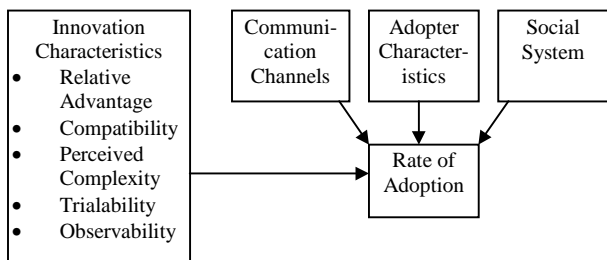 Innovation
Characteristics
• Relative
Advantage
• Compatibility
• Perceived
Complexity
• Trialability
• Observability
Communi-
cation
Channels
Adopter
Character-
istics
Social
System
Rate of
Adoption